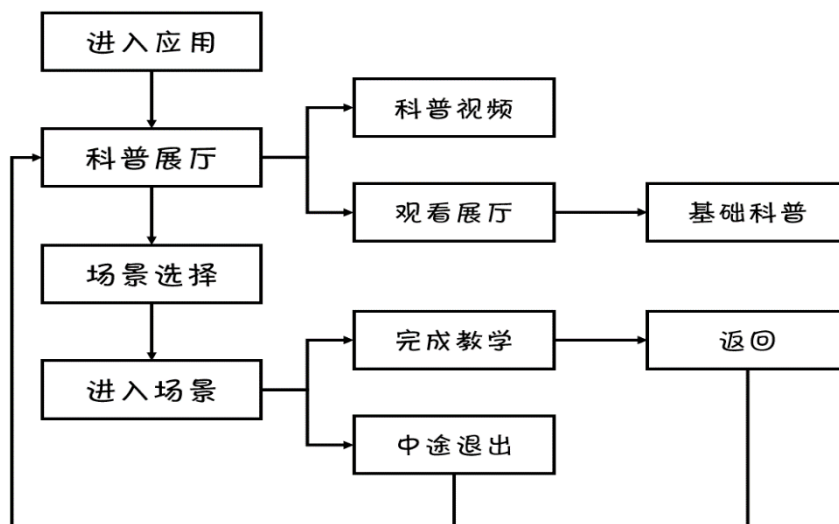 进入应用
科普视频
科普展厅
观看展厅
基础科普
场景选择
完成教学
返回
进入场景
中途退出